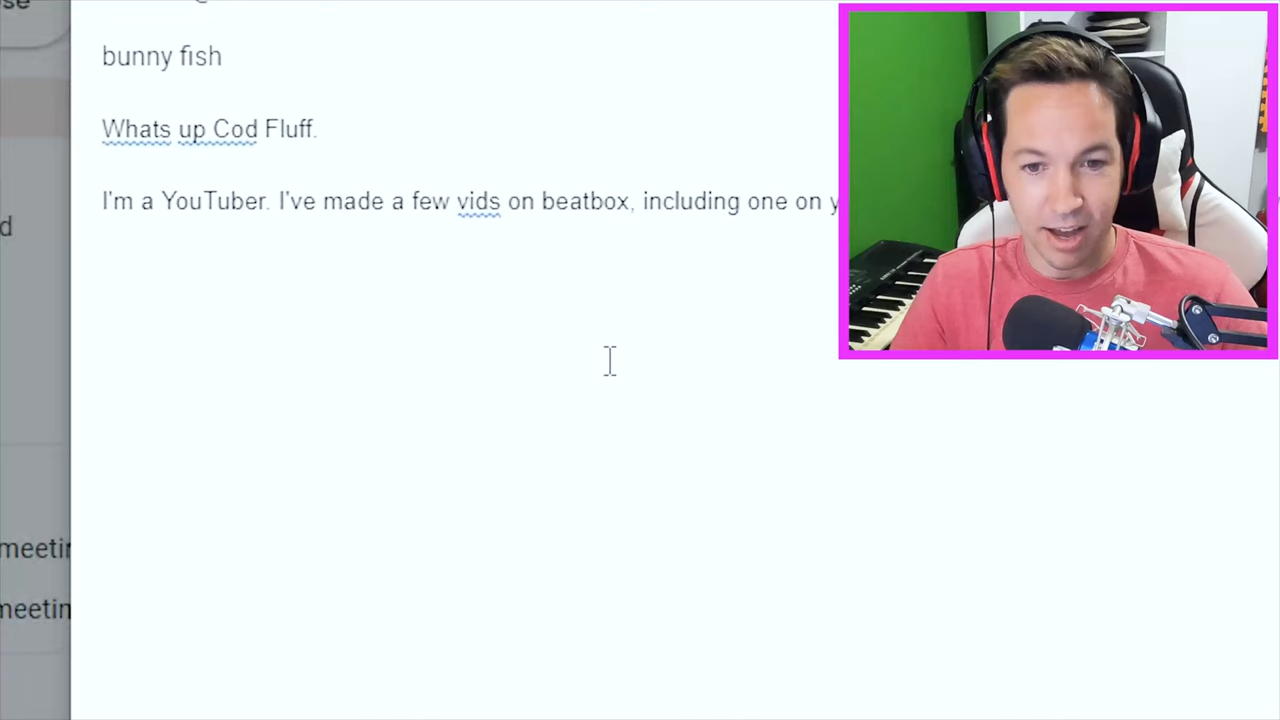 bunny fish
Whats up Cod Fluff.
I'm a YouTuber. I've made a few vids on beatbox, including one on